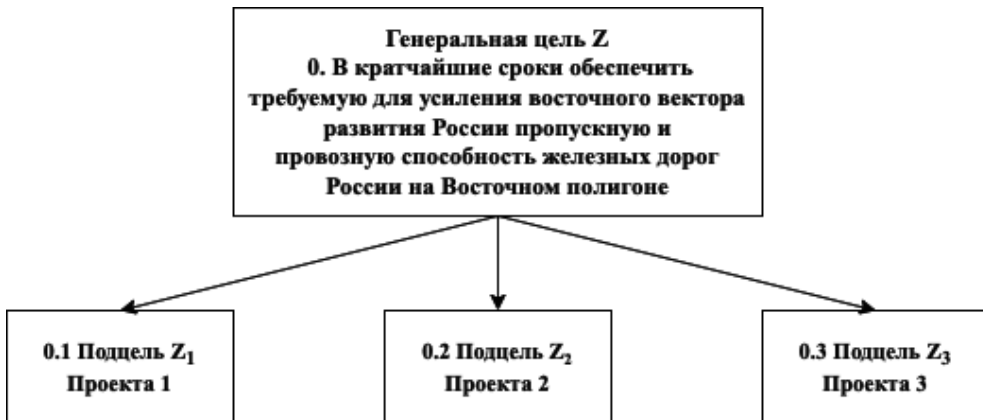 Генеральная цель Z
0. В кратчайшие сроки обеспечить
требуемую для усиления восточного вектора
развития России пропускную и
провозную способность железных дорог
России на Восточном полигоне
0.1 Подцель Z₁
Проекта 1
0.2 Подцель Z₂
Проекта 2
0.3 Подцель Z₃
Проекта 3